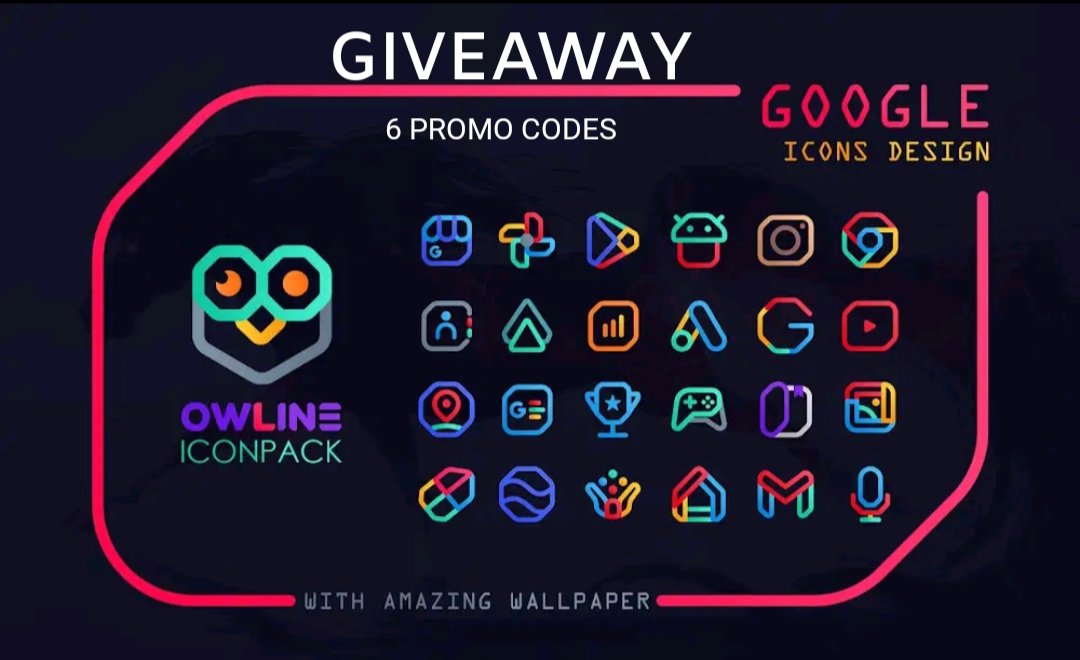 GIVEAWAY
6 PROMO CODES
GOOGLE
ICONS DESIGN
OWLINE
ICONPACK
G
G
WITH AMAZING WALLPAPER